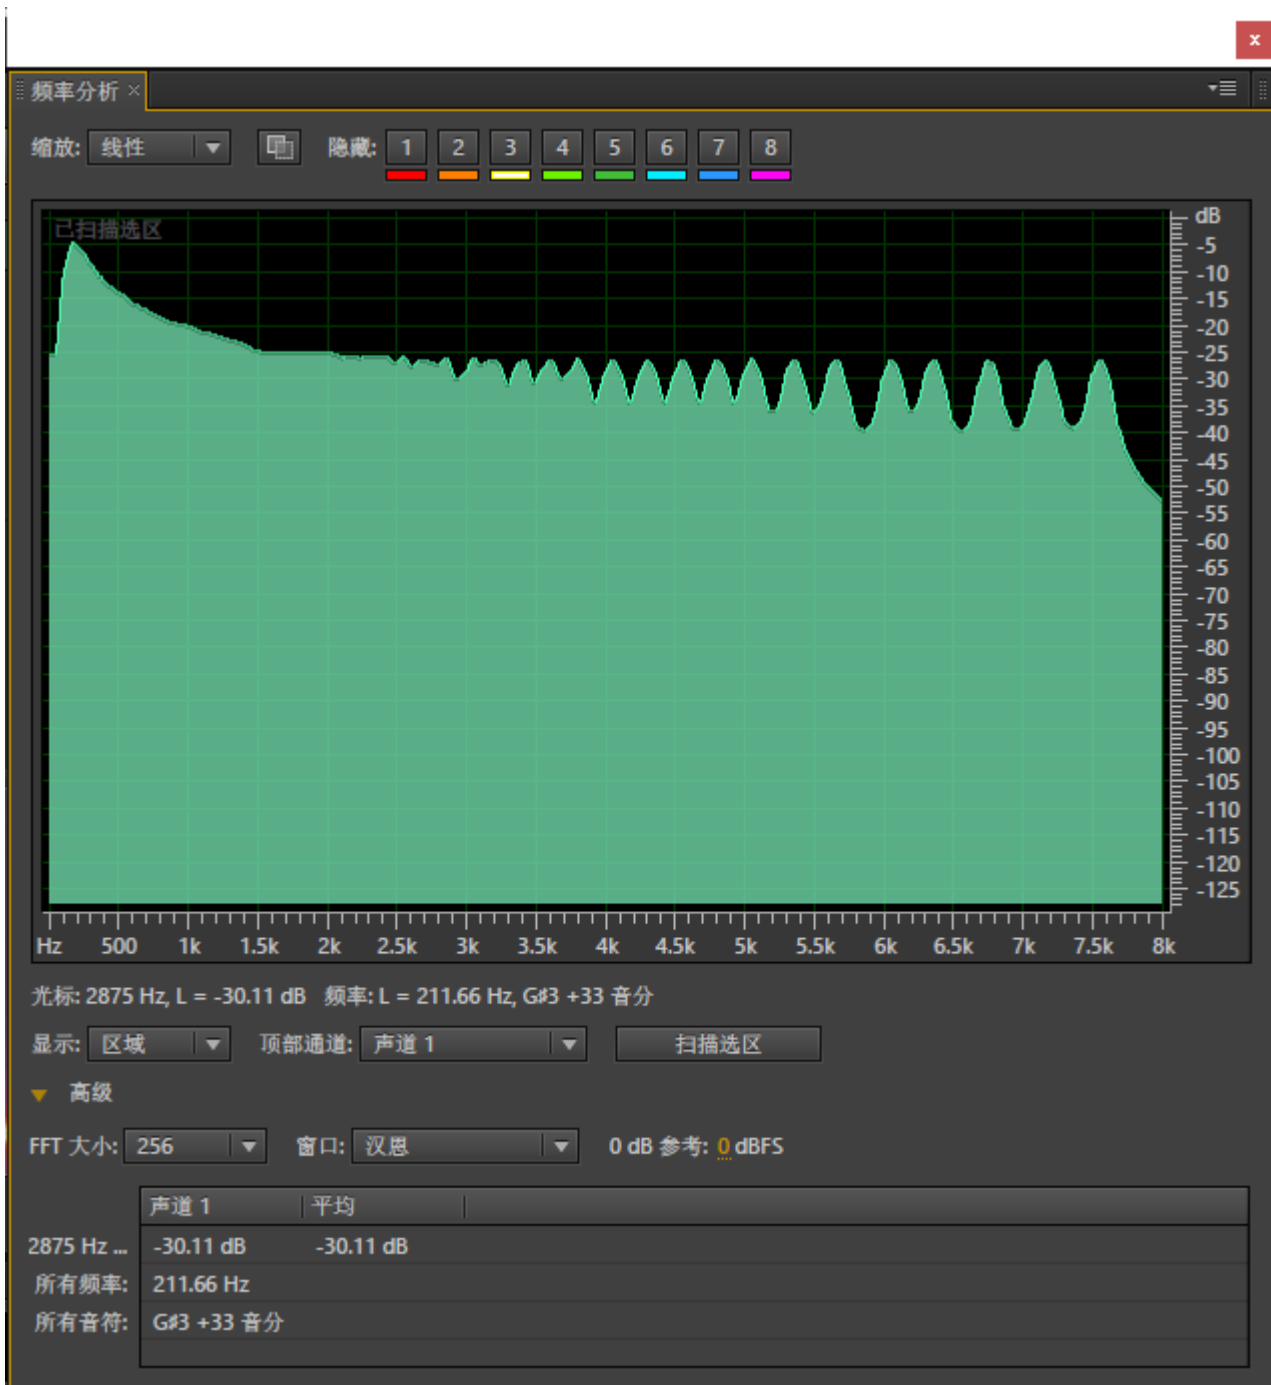 x
频率分析 ×
缩放: 线性 隐藏: 1 2 3 4 5 6 7 8
已扫描选区
dB
-5
-10
-15
-20
-25
-30
-35
-40
-45
-50
-55
-60
-65
-70
-75
-80
-85
-90
-95
-100
-105
-110
-115
-120
-125
Hz 500 1k 1.5k 2k 2.5k 3k 3.5k 4k 4.5k 5k 5.5k 6k 6.5k 7k 7.5k 8k
光标: 2875 Hz, L = -30.11 dB 频率: L = 211.66 Hz, G♯3 +33 音分
显示: 区域 顶部通道: 声道 1 扫描选区
高级
FFT 大小: 256 窗口: 汉恩 0 dB 参考: 0 dBFS
声道 1 平均
2875 Hz ... -30.11 dB -30.11 dB
所有频率: 211.66 Hz
所有音符: G♯3 +33 音分